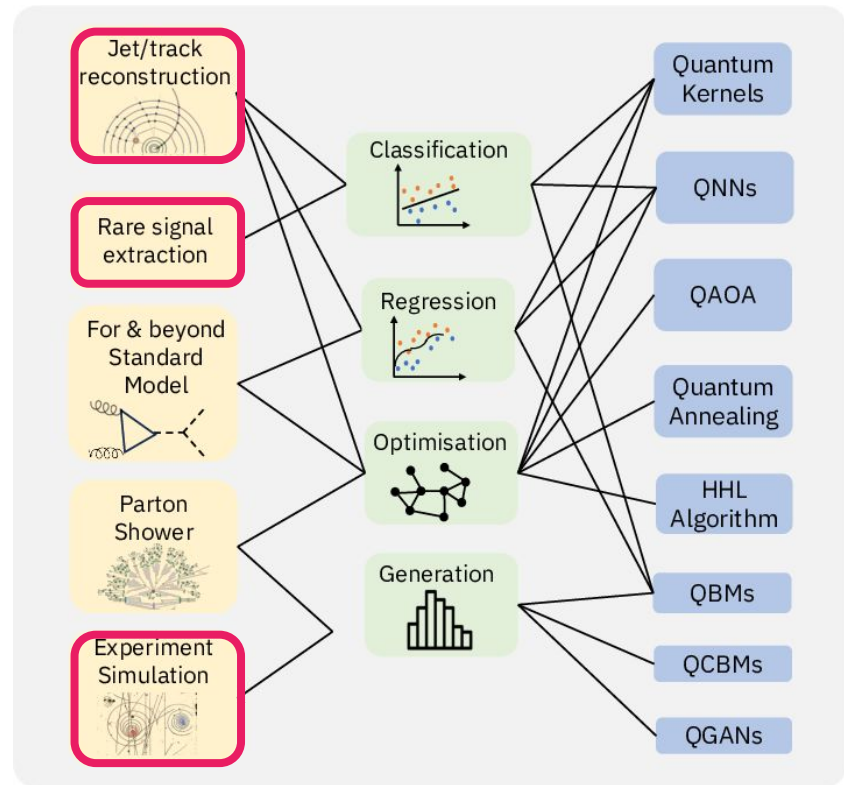 Jet/track
reconstruction
Rare signal
extraction
For & beyond
Standard
Model
Parton
Shower
Experiment
Simulation
Classification
Regression
Optimisation
Generation
Quantum
Kernels
QNNs
QAOA
Quantum
Annealing
HHL
Algorithm
QBMs
QCBMs
QGANs